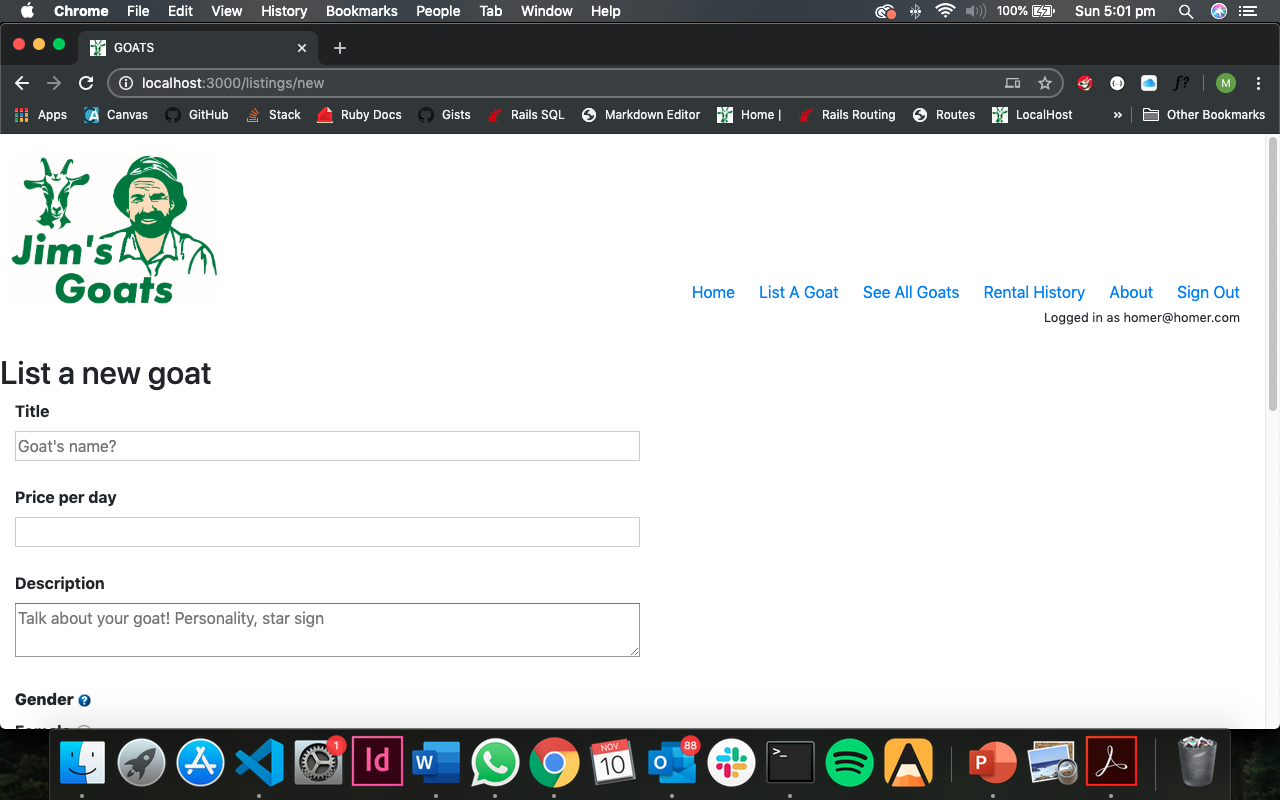 Chrome File Edit View History Bookmarks People Tab Window Help 100% Sun 5:01 pm
GOATS
localhost:3000/listings/new f? M
Apps Canvas GitHub Stack Ruby Docs Gists Rails SQL Markdown Editor Home | Rails Routing Routes LocalHost » Other Bookmarks
Jim's
Goats
Home List A Goat See All Goats Rental History About Sign Out
Logged in as homer@homer.com
List a new goat
Title
Goat's name?
Price per day
Description
Talk about your goat! Personality, star sign
Gender ?
1 Id W NOV 10 O 88 >_ P